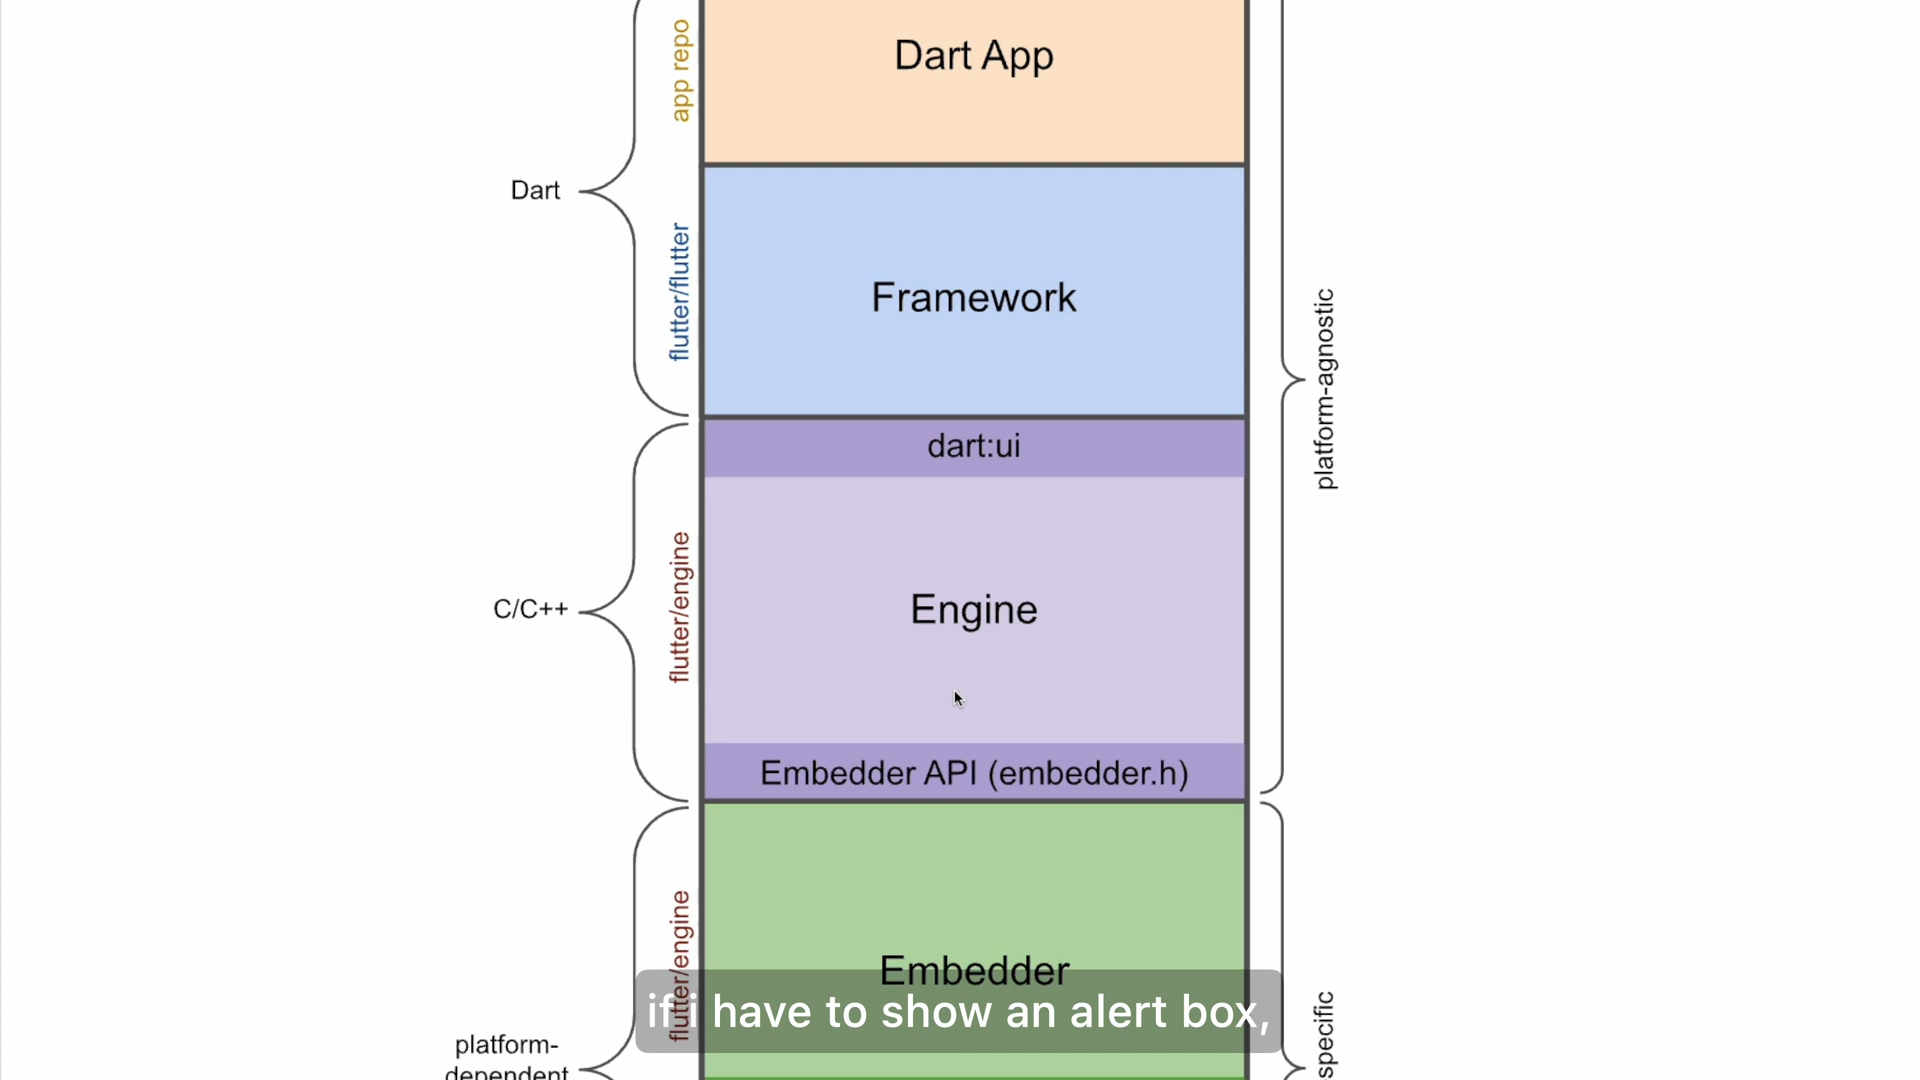 Dart App
app repo
Dart
flutter/flutter
Framework
platform-agnostic
dart:ui
flutter/engine
C/C++
Engine
Embedder API (embedder.h)
flutter/engine
Embedder
if i have to show an alert box,
platform-
dependent
specific